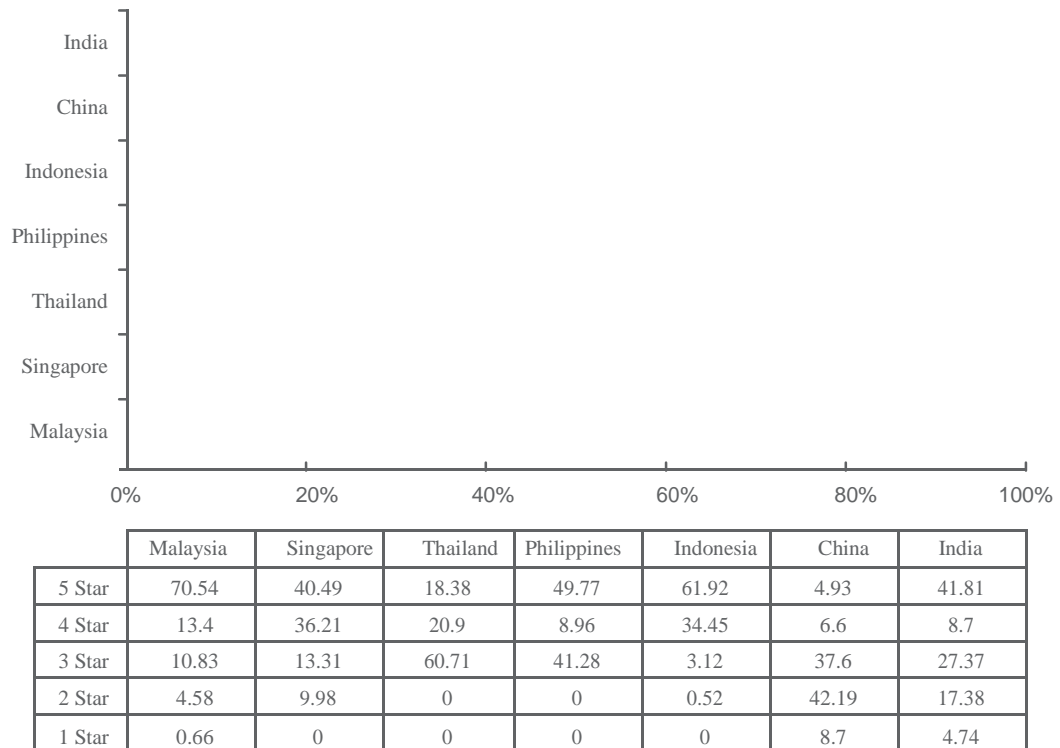 India
China
Indonesia
Philippines
Thailand
Singapore
Malaysia
0% 20% 40% 60% 80% 100%
Malaysia Singapore Thailand Philippines Indonesia China India
5 Star 70.54 40.49 18.38 49.77 61.92 4.93 41.81
4 Star 13.4 36.21 20.9 8.96 34.45 6.6 8.7
3 Star 10.83 13.31 60.71 41.28 3.12 37.6 27.37
2 Star 4.58 9.98 0 0 0.52 42.19 17.38
1 Star 0.66 0 0 0 0 8.7 4.74